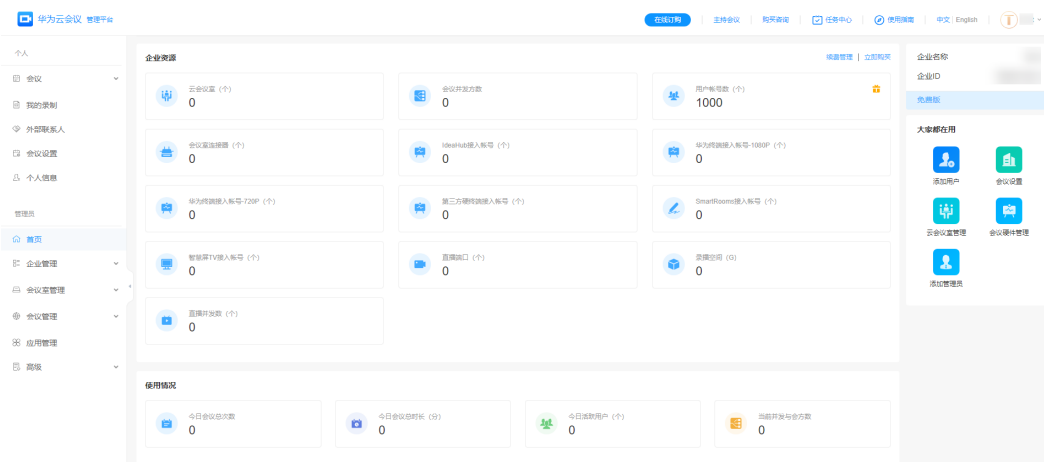 华为云会议 管理平台
在线订购 主持会议 购买咨询 任务中心 使用指南 中文 English
个人
会议
我的录制
外部联系人
会议设置
个人信息
管理员
首页
企业管理
会议室管理
会议管理
应用管理
高级
企业资源
续费管理 立即购买
云会议室（个）
0
会议并发方数
0
用户帐号数（个）
1000
会议室连接器（个）
0
IdeaHub接入帐号（个）
0
华为终端接入帐号-1080P（个）
0
华为终端接入帐号-720P（个）
0
第三方硬终端接入帐号（个）
0
SmartRooms接入帐号（个）
0
智慧屏TV接入帐号（个）
0
直播端口（个）
0
录播空间（G）
0
直播并发数（个）
0
使用情况
今日会议总次数
0
今日会议总时长（分）
0
今日活跃用户（个）
0
当前并发与会方数
0
企业名称
企业ID
免费版
大家都在用
添加用户
会议设置
云会议室管理
会议硬件管理
添加管理员